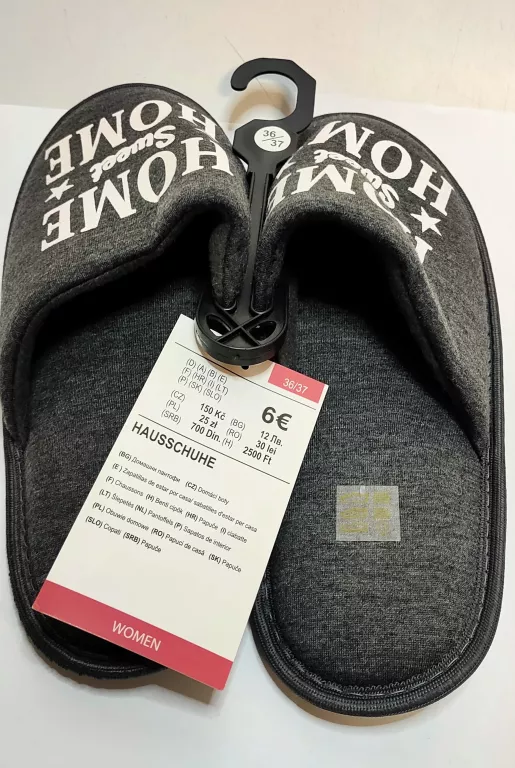 HOME
Sweet
HOME
HOME
Sweet
HOME
36/37
36/37
(D) (A) (B) (E)
(F) (HR) (I) (LT)
(P) (SK) (SLO)
6€
(CZ) 150 Kč (BG) 12 Лв.
(PL) 25 zł (RO) 30 lei
(SRB) 700 Din. (H) 2500 Ft
HAUSSCHUHE
(BG) Домашни пантофи (CZ) Domácí boty
(E) Zapatillas de estar por casa/ sabatilles d'estar per casa
(F) Chaussons (H) Benti cipők (HR) Papuče (I) ciabatte
(LT) Šlepetės (NL) Pantoffels (P) Sapatos de interior
(PL) Obuwie domowe (RO) Papuci de casă (SK) Papuče
(SLO) Copati (SRB) Papuče
WOMEN